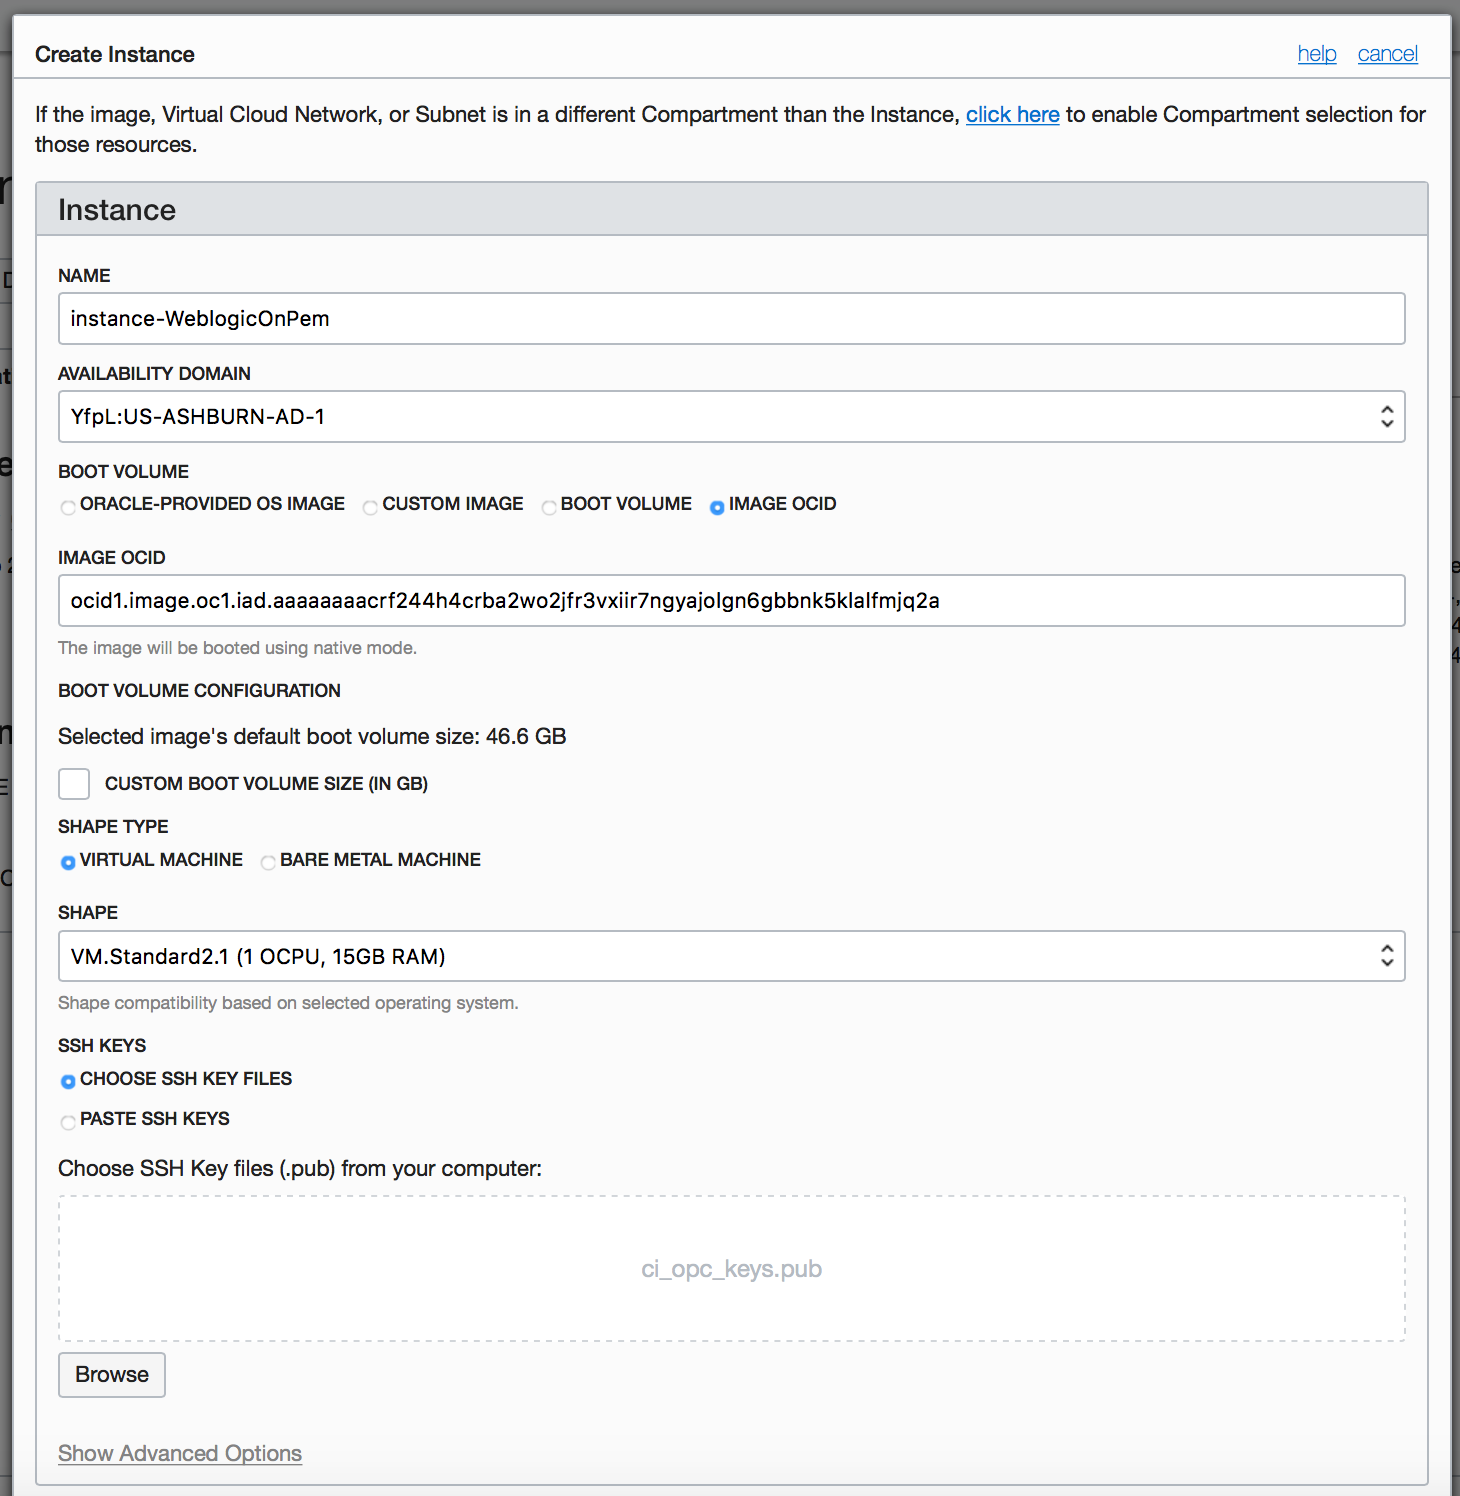 Create Instance
help cancel
If the image, Virtual Cloud Network, or Subnet is in a different Compartment than the Instance, click here to enable Compartment selection for
those resources.
Instance
NAME
instance-WeblogicOnPem
AVAILABILITY DOMAIN
YfpL:US-ASHBURN-AD-1
BOOT VOLUME
ORACLE-PROVIDED OS IMAGE CUSTOM IMAGE BOOT VOLUME IMAGE OCID
IMAGE OCID
ocid1.image.oc1.iad.aaaaaaaacrf244h4crba2wo2jfr3vxiir7ngyajolgn6gbbnk5klalfmjq2a
The image will be booted using native mode.
BOOT VOLUME CONFIGURATION
Selected image's default boot volume size: 46.6 GB
CUSTOM BOOT VOLUME SIZE (IN GB)
SHAPE TYPE
VIRTUAL MACHINE BARE METAL MACHINE
SHAPE
VM.Standard2.1 (1 OCPU, 15GB RAM)
Shape compatibility based on selected operating system.
SSH KEYS
CHOOSE SSH KEY FILES
PASTE SSH KEYS
Choose SSH Key files (.pub) from your computer:
ci_opc_keys.pub
Browse
Show Advanced Options